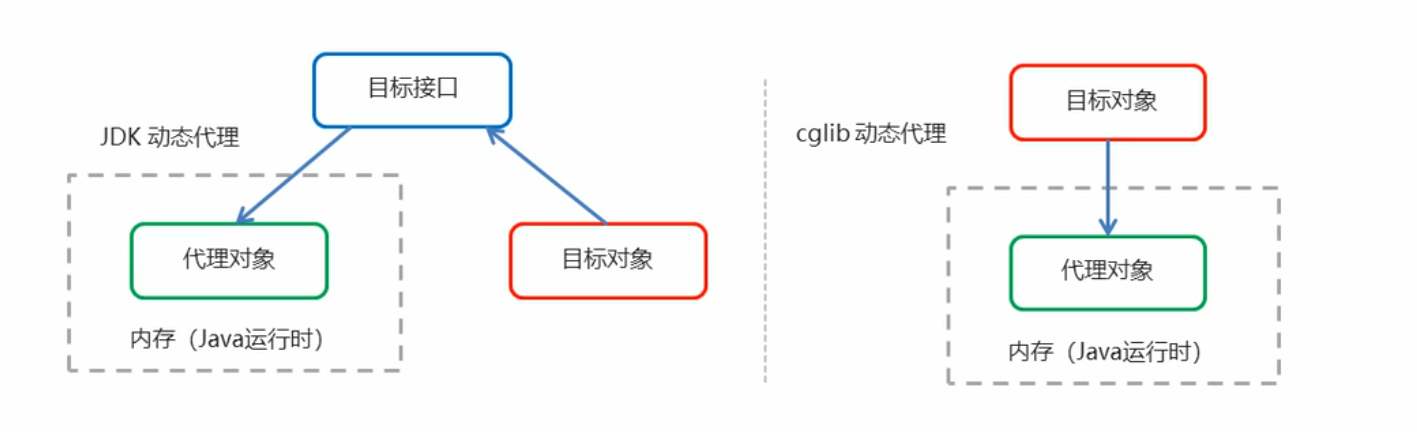 目标接口
JDK 动态代理
代理对象
目标对象
内存（Java运行时）
目标对象
cglib 动态代理
代理对象
内存（Java运行时）